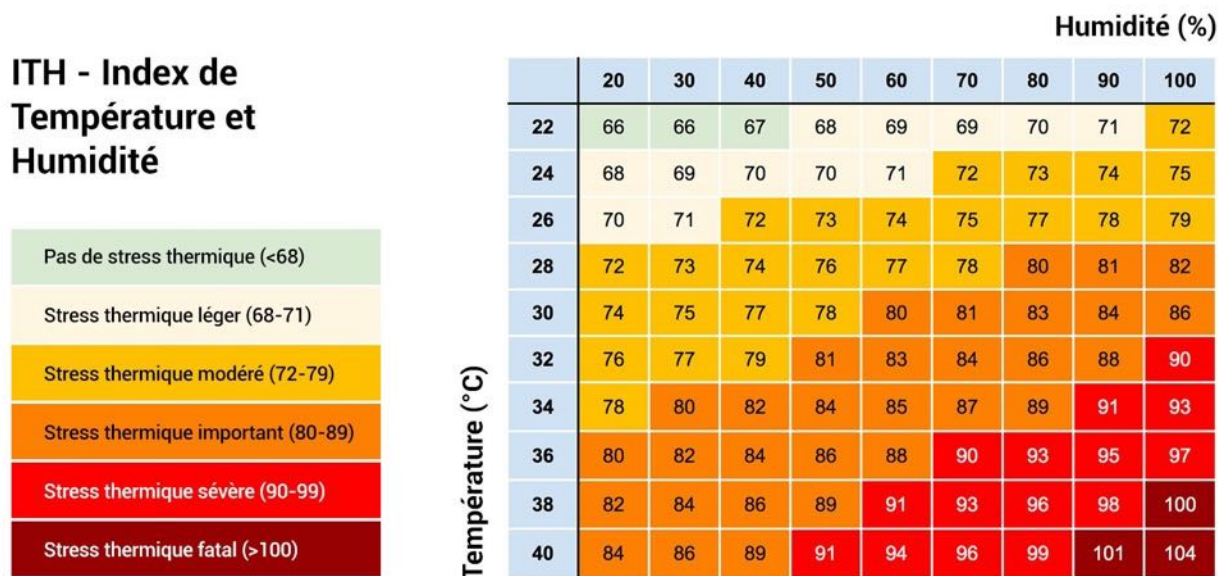 ITH - Index de
Température et
Humidité
Pas de stress thermique (<68)
Stress thermique léger (68-71)
Stress thermique modéré (72-79)
Stress thermique important (80-89)
Stress thermique sévère (90-99)
Stress thermique fatal (>100)
Humidité (%)
Température (°C)
20 30 40 50 60 70 80 90 100
22 66 66 67 68 69 69 70 71 72
24 68 69 70 70 71 72 73 74 75
26 70 71 72 73 74 75 77 78 79
28 72 73 74 76 77 78 80 81 82
30 74 75 77 78 80 81 83 84 86
32 76 77 79 81 83 84 86 88 90
34 78 80 82 84 85 87 89 91 93
36 80 82 84 86 88 90 93 95 97
38 82 84 86 89 91 93 96 98 100
40 84 86 89 91 94 96 99 101 104